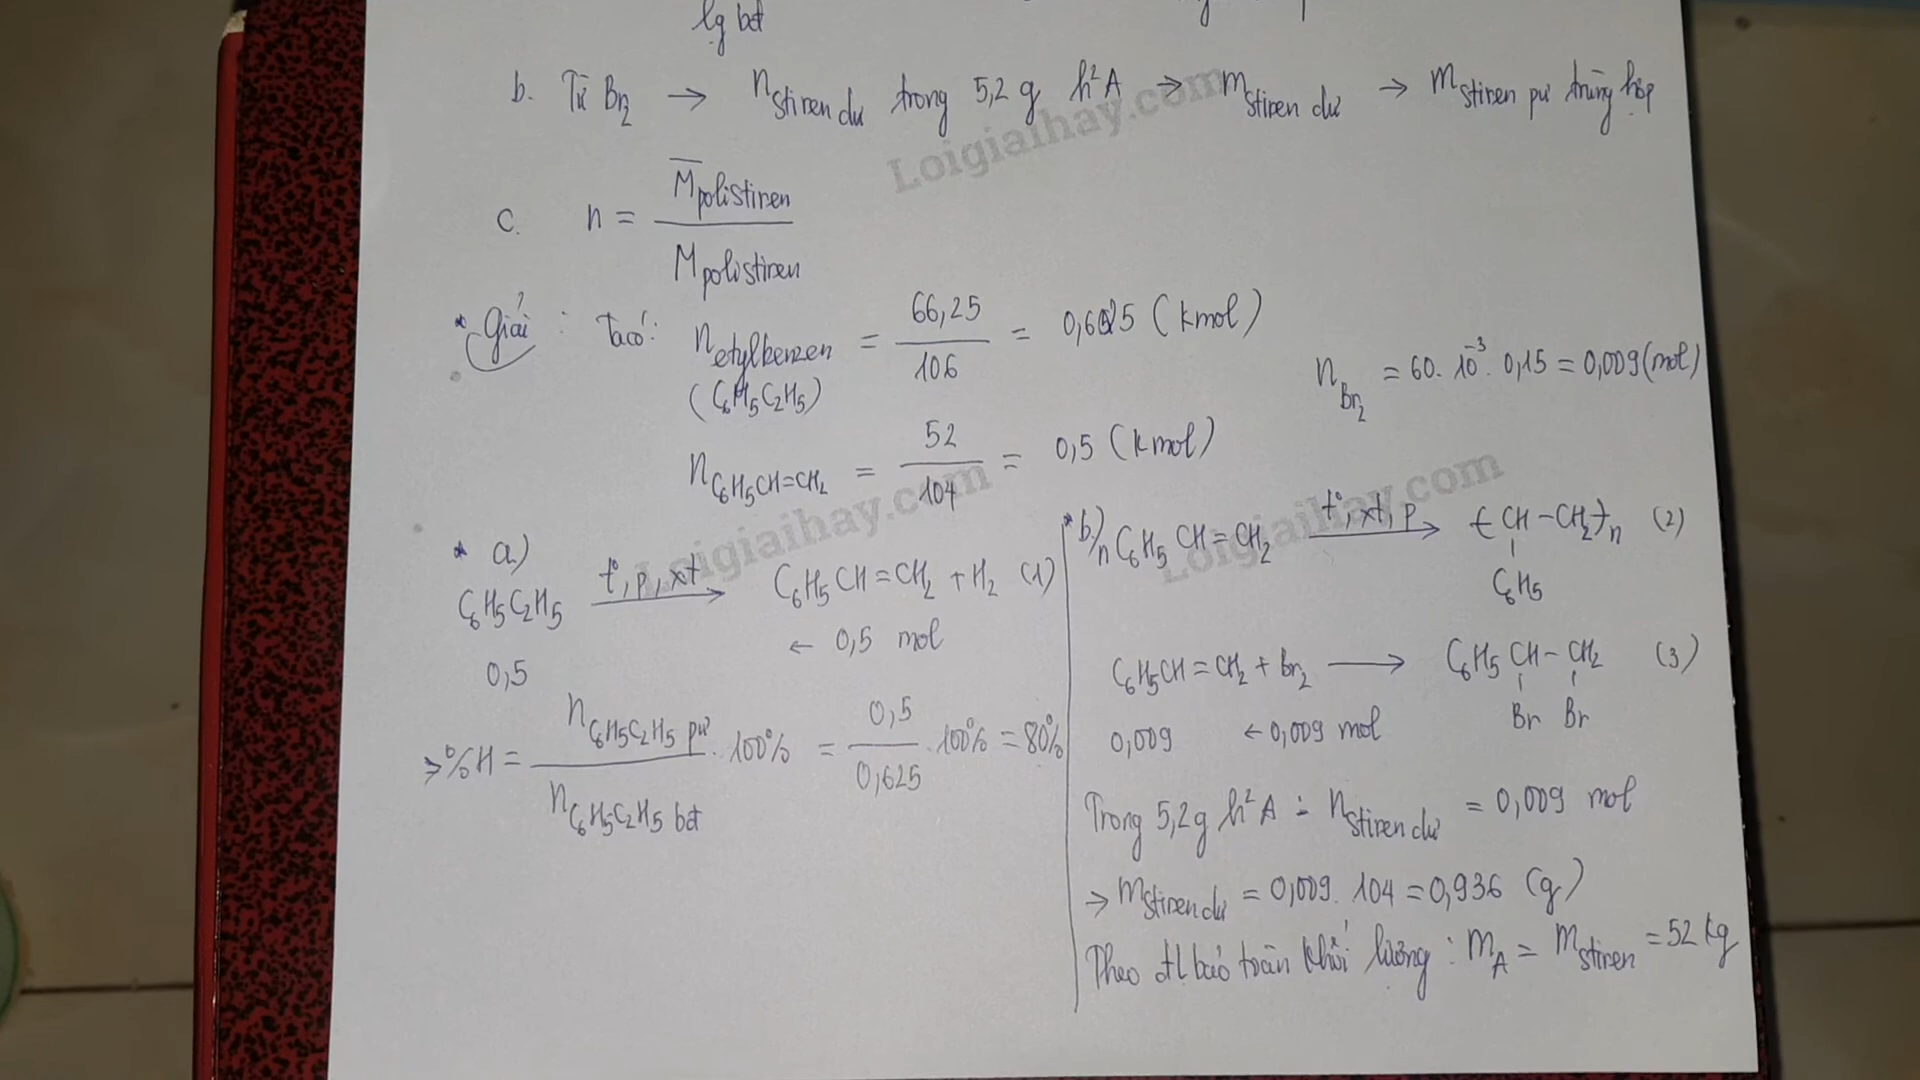 lg bđ
b. Từ Br2 → nstiren dư trong 5,2 g h² A → mstiren dư → mstiren pư trùng hợp
c. n = M̅polistiren / Mpolistiren
* Giải : Ta có: netylbenzen = 66,25 / 106 = 0,625 (kmol)
(C6H5C2H5)
nBr2 = 60. 10⁻³. 0,15 = 0,009 (mol)
nC6H5CH=CH2 = 52 / 104 = 0,5 (kmol)
* a)
C6H5C2H5 t°, p, xt → C6H5CH=CH2 + H2 (1)
0,5 ← 0,5 mol
→ %H = nC6H5C2H5 pư / nC6H5C2H5 bđ . 100% = 0,5 / 0,625 . 100% = 80%
* b) nC6H5CH=CH2 t°, xt, p → (CH-CH2)n (2)
C6H5
C6H5CH=CH2 + Br2 → C6H5CH-CH2 (3)
Br Br
0,009 ← 0,009 mol
Trong 5,2g h² A : nstiren dư = 0,009 mol
→ mstiren dư = 0,009. 104 = 0,936 (g)
Theo đl bảo toàn khối lượng : mA = mstiren = 52 kg
Loigiaihay.com
Loigiaihay.com
Loigiaihay.com